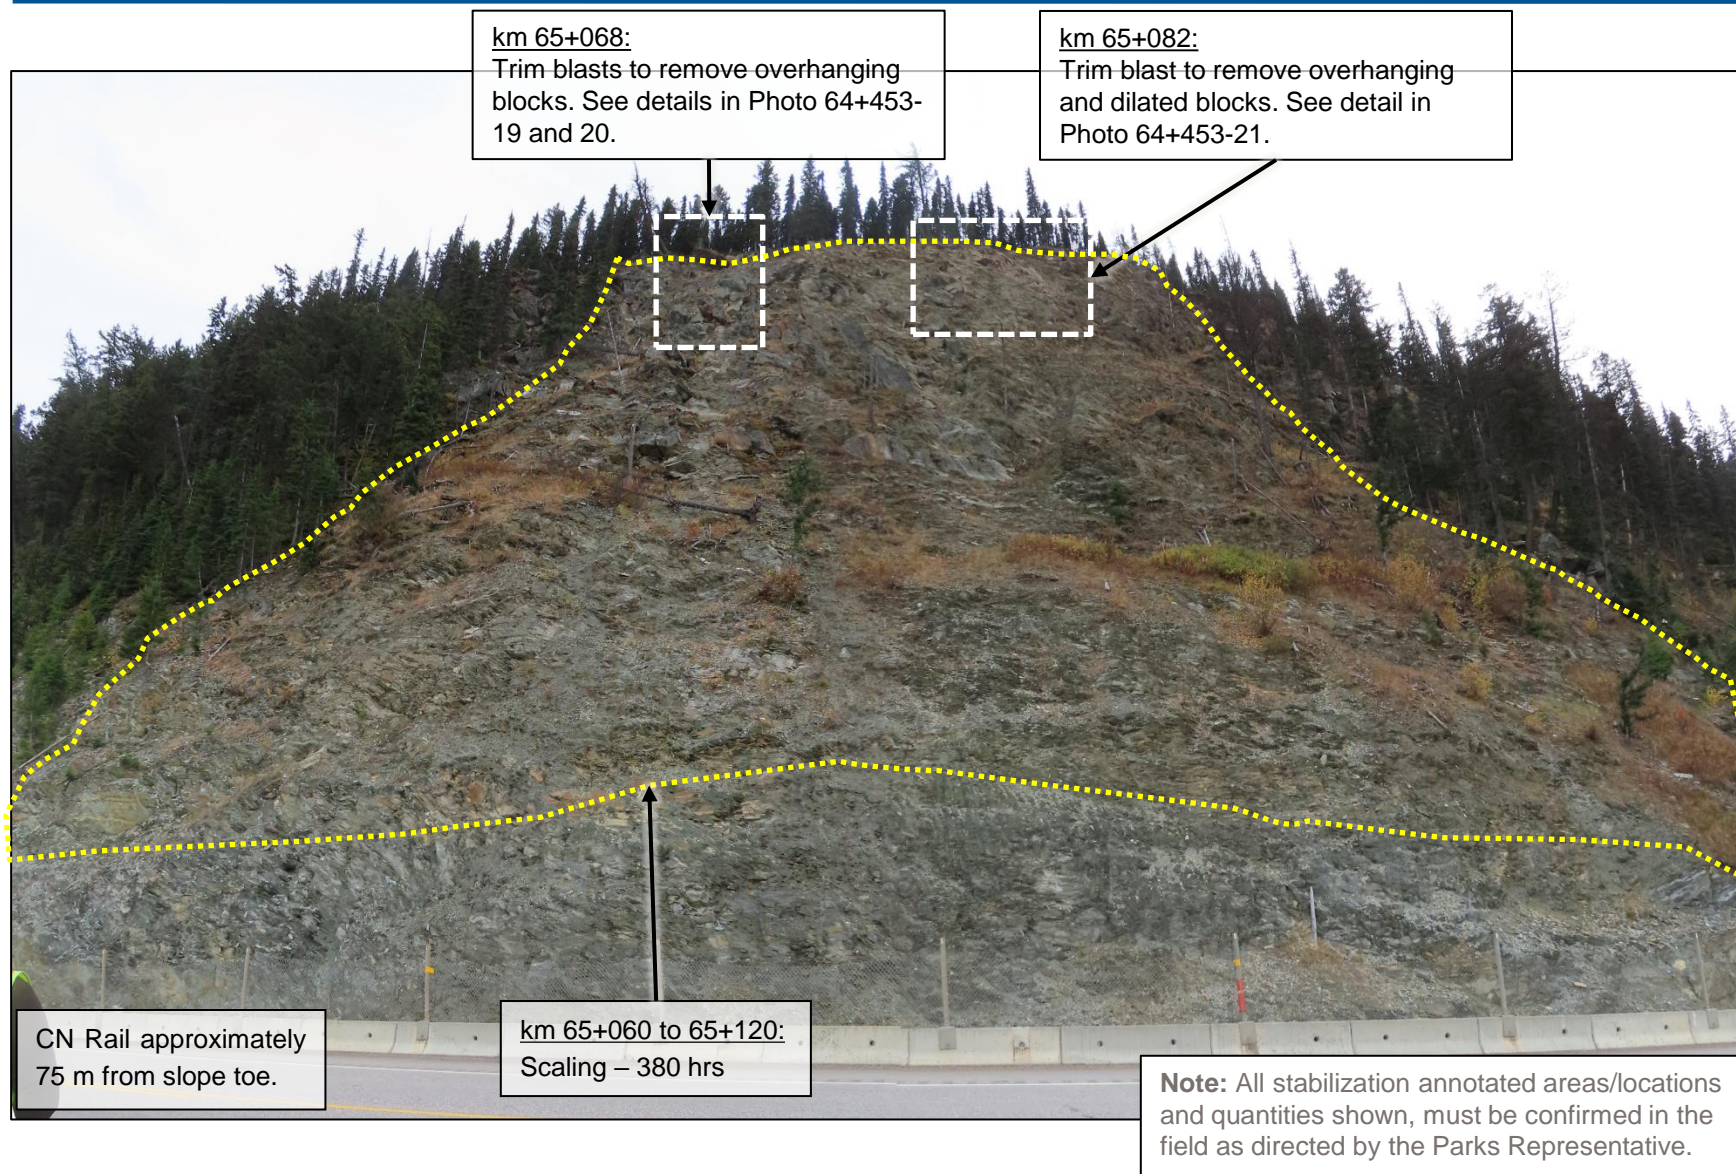 km 65+068:
Trim blasts to remove overhanging
blocks. See details in Photo 64+453-
19 and 20.
km 65+082:
Trim blast to remove overhanging
and dilated blocks. See detail in
Photo 64+453-21.
CN Rail approximately
75 m from slope toe.
km 65+060 to 65+120:
Scaling – 380 hrs
Note: All stabilization annotated areas/locations
and quantities shown, must be confirmed in the
field as directed by the Parks Representative.